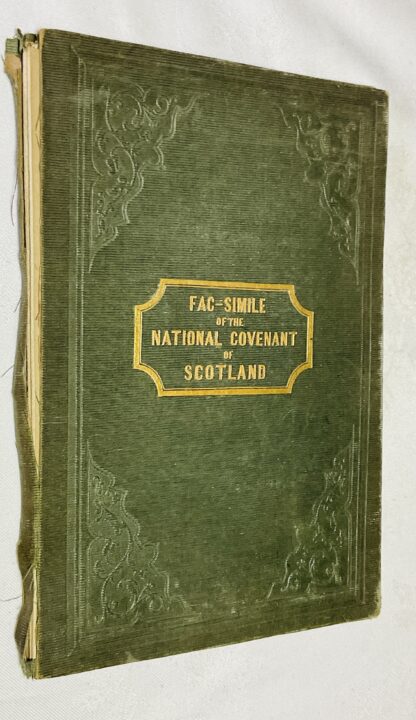 FAC-SIMILE
OF THE
NATIONAL COVENANT
OF
SCOTLAND